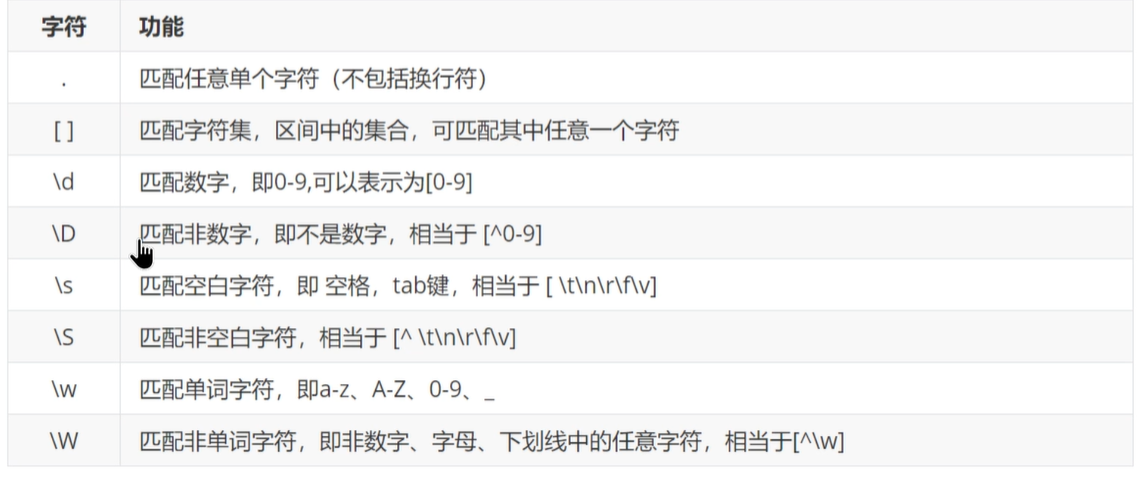 字符 功能
. 匹配任意单个字符（不包括换行符）
[ ] 匹配字符集，区间中的集合，可匹配其中任意一个字符
\d 匹配数字，即0-9,可以表示为[0-9]
\D 匹配非数字，即不是数字，相当于 [^0-9]
\s 匹配空白字符，即 空格，tab键，相当于 [ \t\n\r\f\v]
\S 匹配非空白字符，相当于 [^ \t\n\r\f\v]
\w 匹配单词字符，即a-z、A-Z、0-9、_
\W 匹配非单词字符，即非数字、字母、下划线中的任意字符，相当于[^\w]